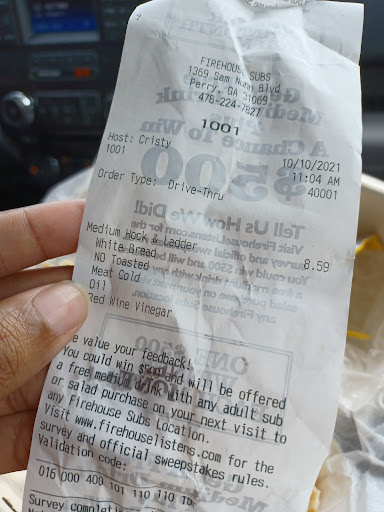 FIREHOUSE SUBS
1369 Sam Nunn Blvd
Perry, GA 31069
478-224-7827
1001
Host: Cristy 10/10/2021
1001 11:04 AM
40001
Order Type: Drive-Thru
Medium Hook & Ladder 8.59
White Bread
NO Toasted
Meat Cold
Oil
Red Wine Vinegar
e value your feedback!
You could win $500 and will be offered
a free medium drink with any adult sub
or salad purchase on your next visit to
any Firehouse Subs Location.
Visit www.firehouselistens.com for the
survey and official sweepstakes rules.
Validation code:
016 000 400 101 110 110 15
Survey completi